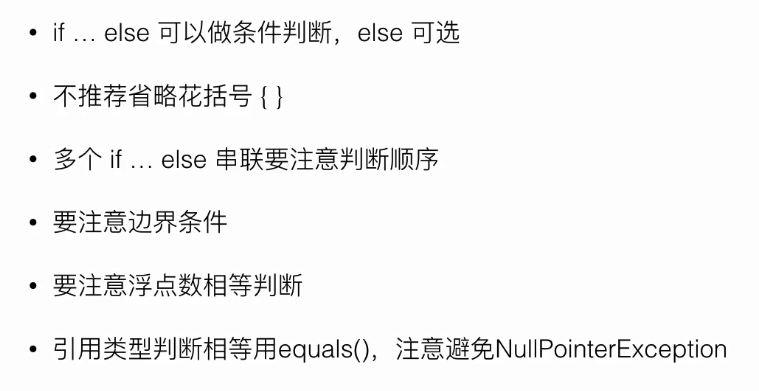 • if … else 可以做条件判断，else 可选
• 不推荐省略花括号 { }
• 多个 if … else 串联要注意判断顺序
• 要注意边界条件
• 要注意浮点数相等判断
• 引用类型判断相等用equals()，注意避免NullPointerException